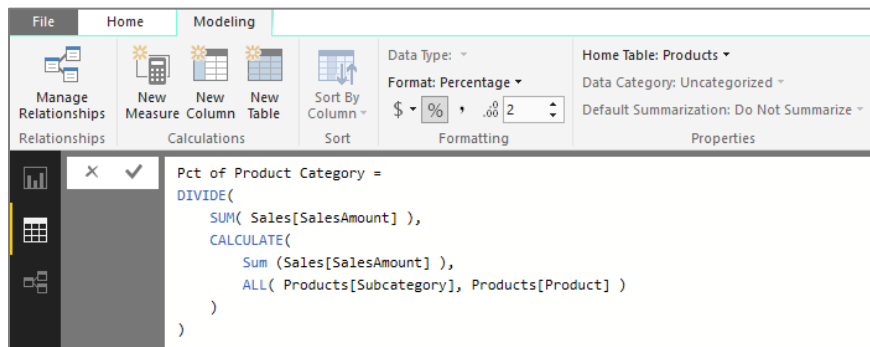 File Home Modeling
Data Type:
Home Table: Products
Format: Percentage
Data Category: Uncategorized
Manage Relationships
New Measure
New Column
New Table
Sort By Column
$ % , .00 2
Default Summarization: Do Not Summarize
Relationships Calculations Sort Formatting Properties
Pct of Product Category =
DIVIDE(
SUM( Sales[SalesAmount] ),
CALCULATE(
Sum (Sales[SalesAmount] ),
ALL( Products[Subcategory], Products[Product] )
)
)